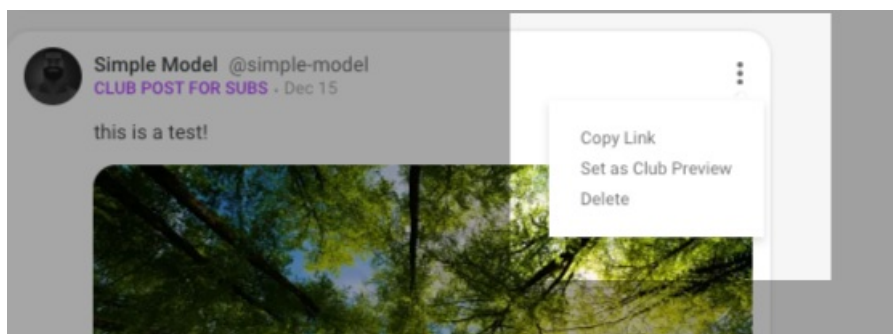 Simple Model @simple-model
CLUB POST FOR SUBS • Dec 15
this is a test!
Copy Link
Set as Club Preview
Delete